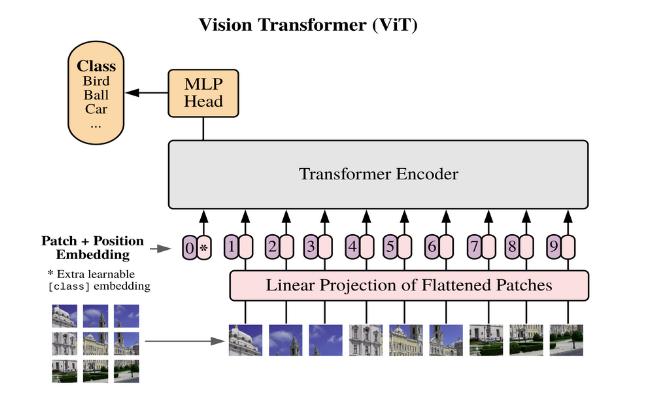 Vision Transformer (ViT)
Class
Bird
Ball
Car
...
MLP
Head
Transformer Encoder
Patch + Position
Embedding
0 * 1 2 3 4 5 6 7 8 9
* Extra learnable
[class] embedding
Linear Projection of Flattened Patches